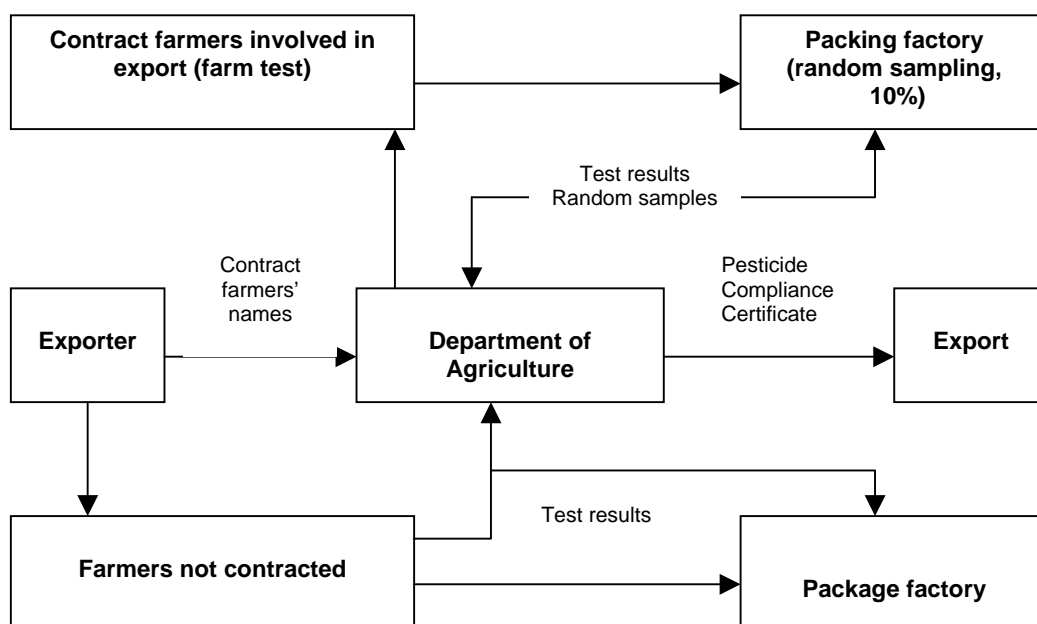 Contract farmers involved in
export (farm test)
Packing factory
(random sampling,
10%)
Test results
Random samples
Contract
farmers’
names
Pesticide
Compliance
Certificate
Exporter
Department of
Agriculture
Export
Test results
Farmers not contracted
Package factory